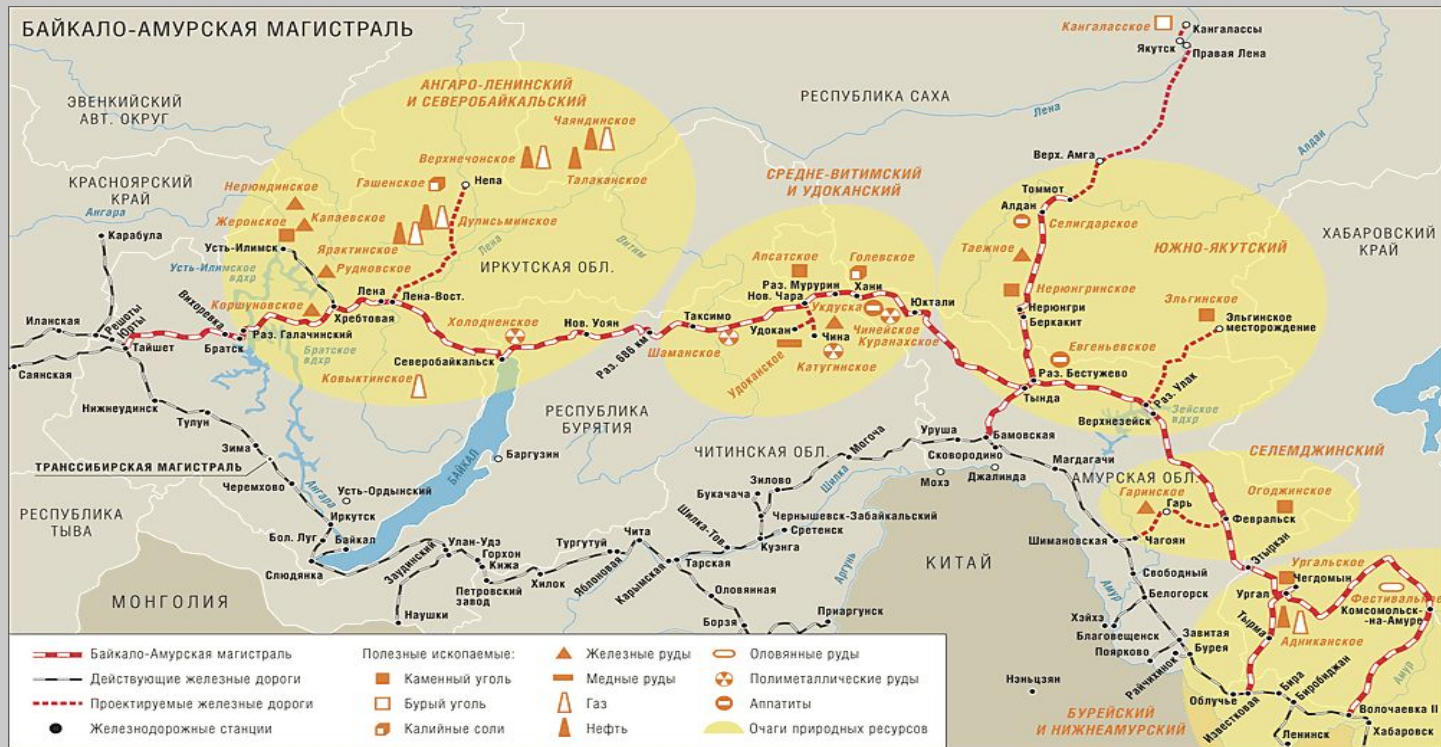 БАЙКАЛО-АМУРСКАЯ МАГИСТРАЛЬ
ЭВЕНКИЙСКИЙ
АВТ. ОКРУГ
КРАСНОЯРСКИЙ
КРАЙ
АНГАРО-ЛЕНИНСКИЙ
И СЕВЕРОБАЙКАЛЬСКИЙ
РЕСПУБЛИКА САХА
Кангаласское
Кангалассы
Якутск
Правая Лена
Лена
Алдан
Верх. Амга
Чаяндинское
Верхнечонское
Талаканское
Гашенское
Непа
Нерюндинское
Жеронское
Капаевское
Дулисьминское
Ярактинское
Лена
Витим
СРЕДНЕ-ВИТИМСКИЙ
И УДОКАНСКИЙ
Томмот
Алдан
Селигдарское
Таежное
ЮЖНО-ЯКУТСКИЙ
ХАБАРОВСКИЙ
КРАЙ
Ангара
Карабула
Усть-Илимск
Усть-Илимское
вдхр
Рудновское
ИРКУТСКАЯ ОБЛ.
Коршуновское
Лена
Лена-Вост.
Хребтовая
Апсатское
Голевское
Раз. Мурурин
Хани
Нов. Чара
Юктали
Укдуска
Нерюнгринское
Нерюнгри
Беркакит
Эльгинское
Эльгинское
месторождение
Иланская
Решоты
Юрты
Вихоревка
Раз. Галачинский
Тайшет
Братск
Братское
вдхр
Холодненское
Нов. Уоян
Таксимо
Удокан
Чина
Чинейское
Куранахское
Саянская
Северобайкальск
Раз. 686 км
Шаманское
Удоканское
Катугинское
Евгеньевское
Раз. Бестужево
Тында
Раз. Улак
Зейское
вдхр
Верхнезейск
Ковыктинское
Нижнеудинск
Тулун
Зима
ТРАНССИБИРСКАЯ МАГИСТРАЛЬ
Черемхово
РЕСПУБЛИКА
БУРЯТИЯ
Баргузин
БАЙКАЛ
Ангара
Усть-Ордынский
Иркутск
Бол. Луг
Байкал
Слюдянка
РЕСПУБЛИКА
ТЫВА
МОНГОЛИЯ
ЧИТИНСКАЯ ОБЛ.
Могоча
Уруша
Бамовская
Сковородино
Мохэ
Джалинда
Магдагачи
АМУРСКАЯ ОБЛ.
СЕЛЕМДЖИНСКИЙ
Гаринское
Гарь
Огоджинское
Февральск
Шимановская
Чагоян
Зилово
Букачача
Шилка
Чернышевск-Забайкальский
Шилка-Тов.
Сретенск
Куэнга
Заудинский
Улан-Удэ
Горхон
Кижа
Тургутуй
Чита
Яблоновая
Карымская
Тарская
Петровский
завод
Хилок
Наушки
Оловянная
Борзя
Приаргунск
Аргунь
КИТАЙ
Амур
Этыркэн
Ургальское
Чегдомын
Ургал
Фестивальное
Комсомольск-
на-Амуре
Адниканское
Тырма
Свободный
Белогорск
Хэйхэ
Благовещенск
Завитая
Поярково
Бурея
Райчихинок
Нэньцзян
Облучье
Известковая
Бира
Биробиджан
Волочаевка II
Хабаровск
Ленинск
Амур
БУРЕЙСКИЙ
И НИЖНЕАМУРСКИЙ
Байкало-Амурская магистраль
Действующие железные дороги
Проектируемые железные дороги
Железнодорожные станции
Полезные ископаемые:
Каменный уголь
Бурый уголь
Калийные соли
Железные руды
Медные руды
Газ
Нефть
Оловянные руды
Полиметаллические руды
Аппатиты
Очаги природных ресурсов